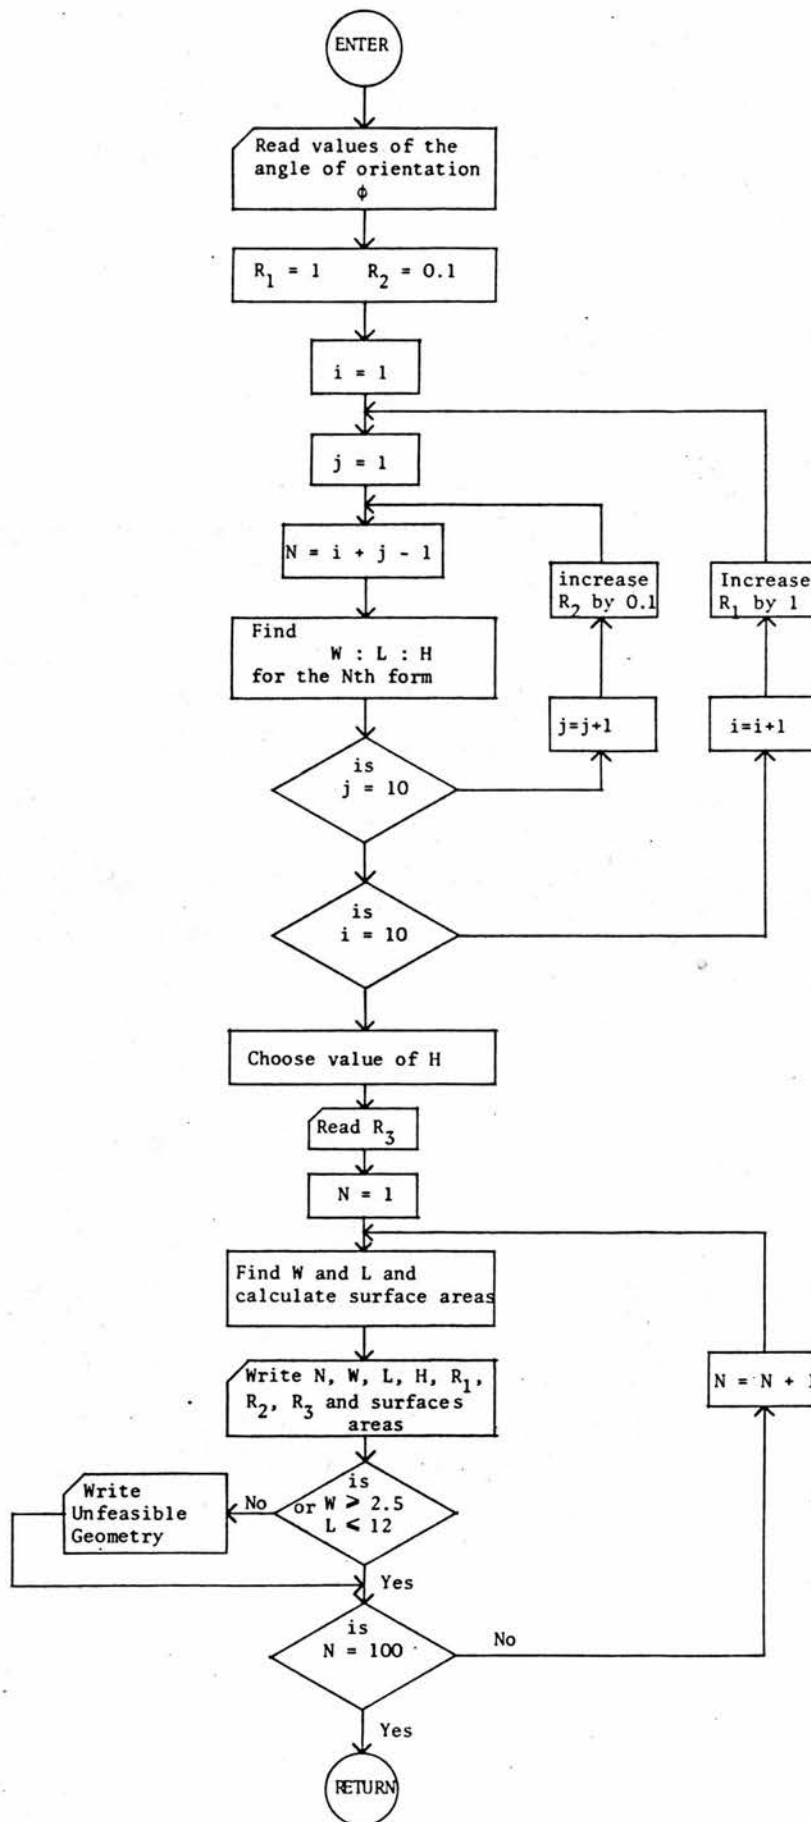 ENTER
Read values of the
angle of orientation
ϕ
R₁ = 1 R₂ = 0.1
i = 1
j = 1
N = i + j - 1
increase
R₂ by 0.1
Increase
R₁ by 1
Find
W : L : H
for the Nth form
j=j+1
i=i+1
is
j = 10
is
i = 10
Choose value of H
Read R₃
N = 1
Find W and L and
calculate surface areas
Write N, W, L, H, R₁,
R₂, R₃ and surfaces
areas
N = N + 1
is
or W ⩾ 2.5
L ⩽ 12
No
Write
Unfeasible
Geometry
Yes
is
N = 100
No
Yes
RETURN